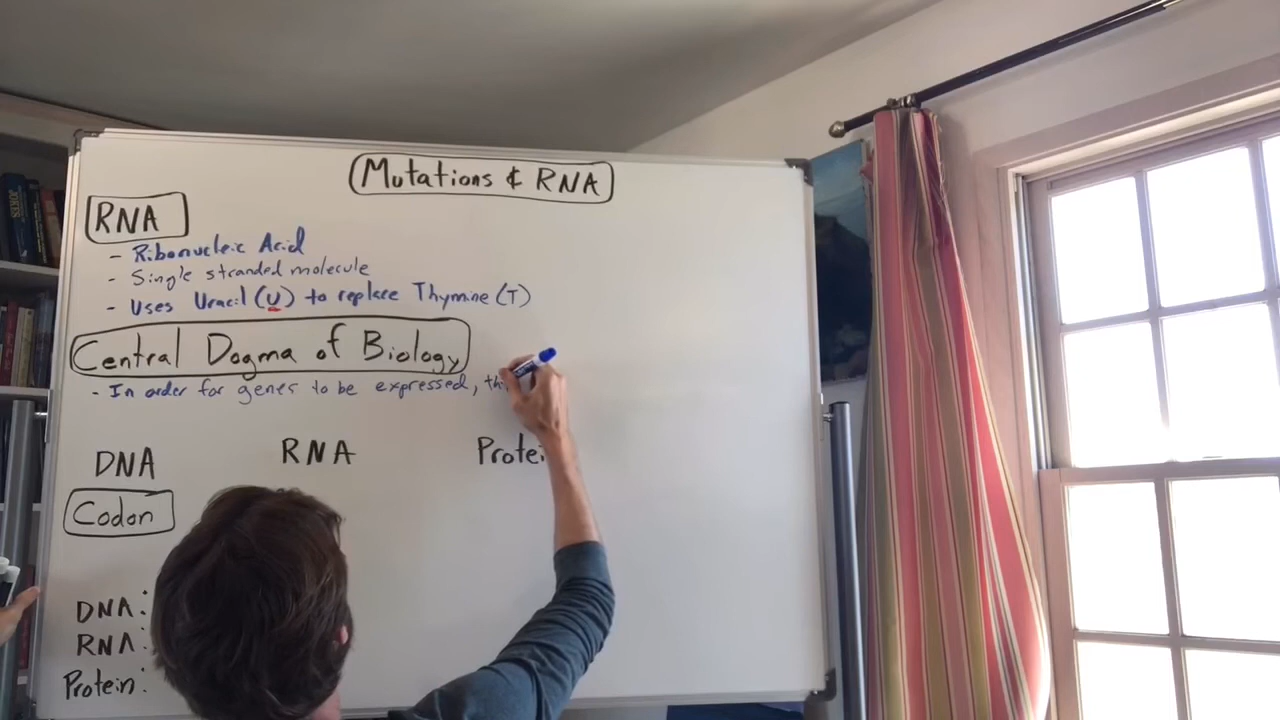 Mutations & RNA
RNA
- Ribonucleic Acid
- Single stranded molecule
- Uses Uracil (U) to replace Thymine (T)
Central Dogma of Biology
- In order for genes to be expressed, th
DNA RNA Protei
Codon
DNA:
RNA:
Protein: